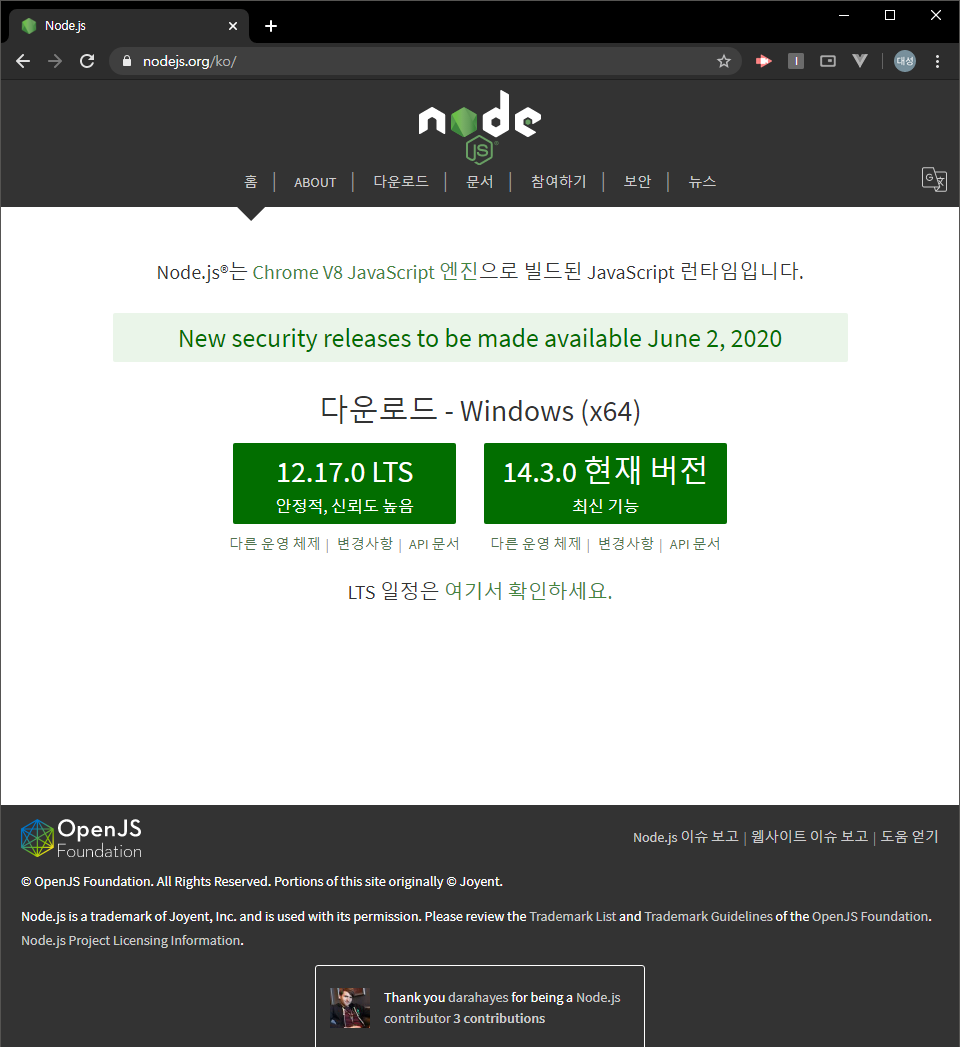 Node.js
nodejs.org/ko/
대성
node
JS
홈 | ABOUT | 다운로드 | 문서 | 참여하기 | 보안 | 뉴스
Node.js®는 Chrome V8 JavaScript 엔진으로 빌드된 JavaScript 런타임입니다.
New security releases to be made available June 2, 2020
다운로드 - Windows (x64)
12.17.0 LTS
안정적, 신뢰도 높음
14.3.0 현재 버전
최신 기능
다른 운영 체제 | 변경사항 | API 문서
다른 운영 체제 | 변경사항 | API 문서
LTS 일정은 여기서 확인하세요.
OpenJS
Foundation
Node.js 이슈 보고 | 웹사이트 이슈 보고 | 도움 얻기
© OpenJS Foundation. All Rights Reserved. Portions of this site originally © Joyent.
Node.js is a trademark of Joyent, Inc. and is used with its permission. Please review the Trademark List and Trademark Guidelines of the OpenJS Foundation.
Node.js Project Licensing Information.
Thank you darahayes for being a Node.js
contributor 3 contributions